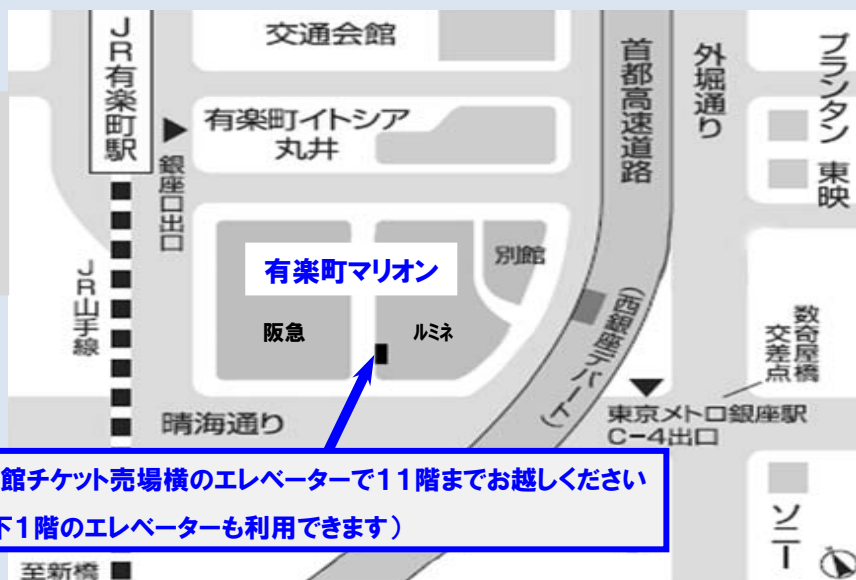 JR有楽町駅
交通会館
首都高速道路
外堀通り
プランタン
東映
有楽町イトシア
丸井
銀座口出口
JR山手線
有楽町マリオン
別館
阪急
ルミネ
(西銀座デパート)
数寄屋橋
交差点
晴海通り
東京メトロ銀座駅
C-4出口
館チケット売場横のエレベーターで11階までお越しください
下1階のエレベーターも利用できます)
ソニー
至新橋